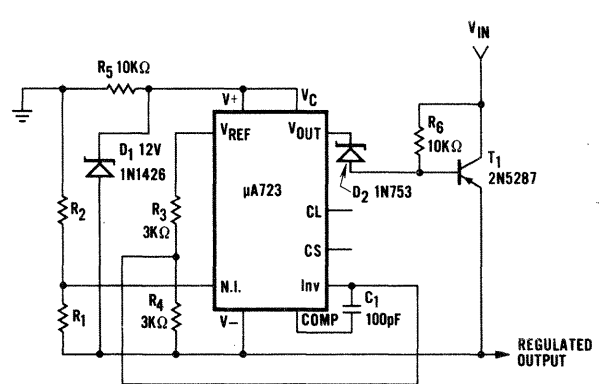 V_IN
R5 10KΩ
V+
VC
VREF
VOUT
R6
10KΩ
D1 12V
1N1426
D2 1N753
T1
2N5287
R2
R3
3KΩ
μA723
CL
CS
N.I.
Inv
R1
R4
3KΩ
C1
100pF
V−
COMP
REGULATED
OUTPUT